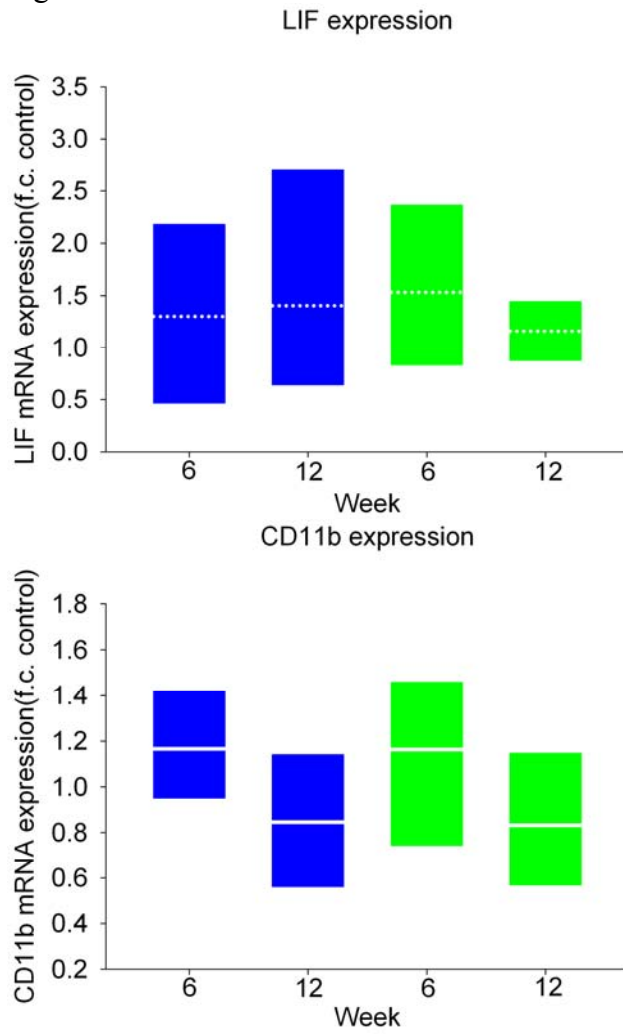 LIF expression
LIF mRNA expression(f.c. control)
3.5
3.0
2.5
2.0
1.5
1.0
0.5
0.0
6 12 6 12
Week
CD11b expression
CD11b mRNA expression(f.c. control)
1.8
1.6
1.4
1.2
1.0
0.8
0.6
0.4
0.2
6 12 6 12
Week